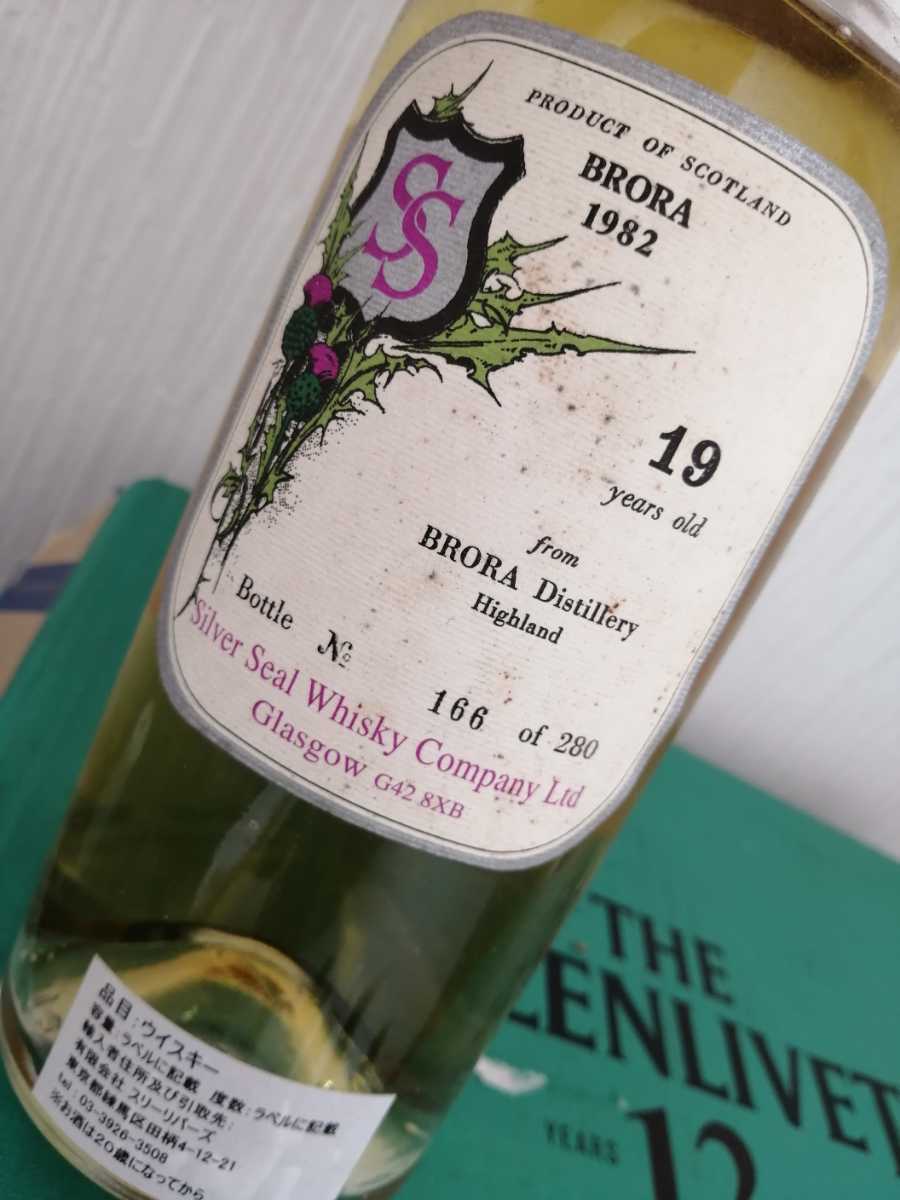 PRODUCT OF SCOTLAND
BRORA
1982
SS
19
years old
from
BRORA Distillery
Highland
Bottle № 166 of 280
Silver Seal Whisky Company Ltd
Glasgow G42 8XB
品目:ウイスキー
容量:ラベルに記載 度数:ラベルに記載
輸入者住所及び引取先:
有限会社 スリーリバーズ
東京都練馬区田柄4-12-21
Tel 03-3926-3508
※お酒は20歳になってから
THE
LENLIVET
YEARS 12